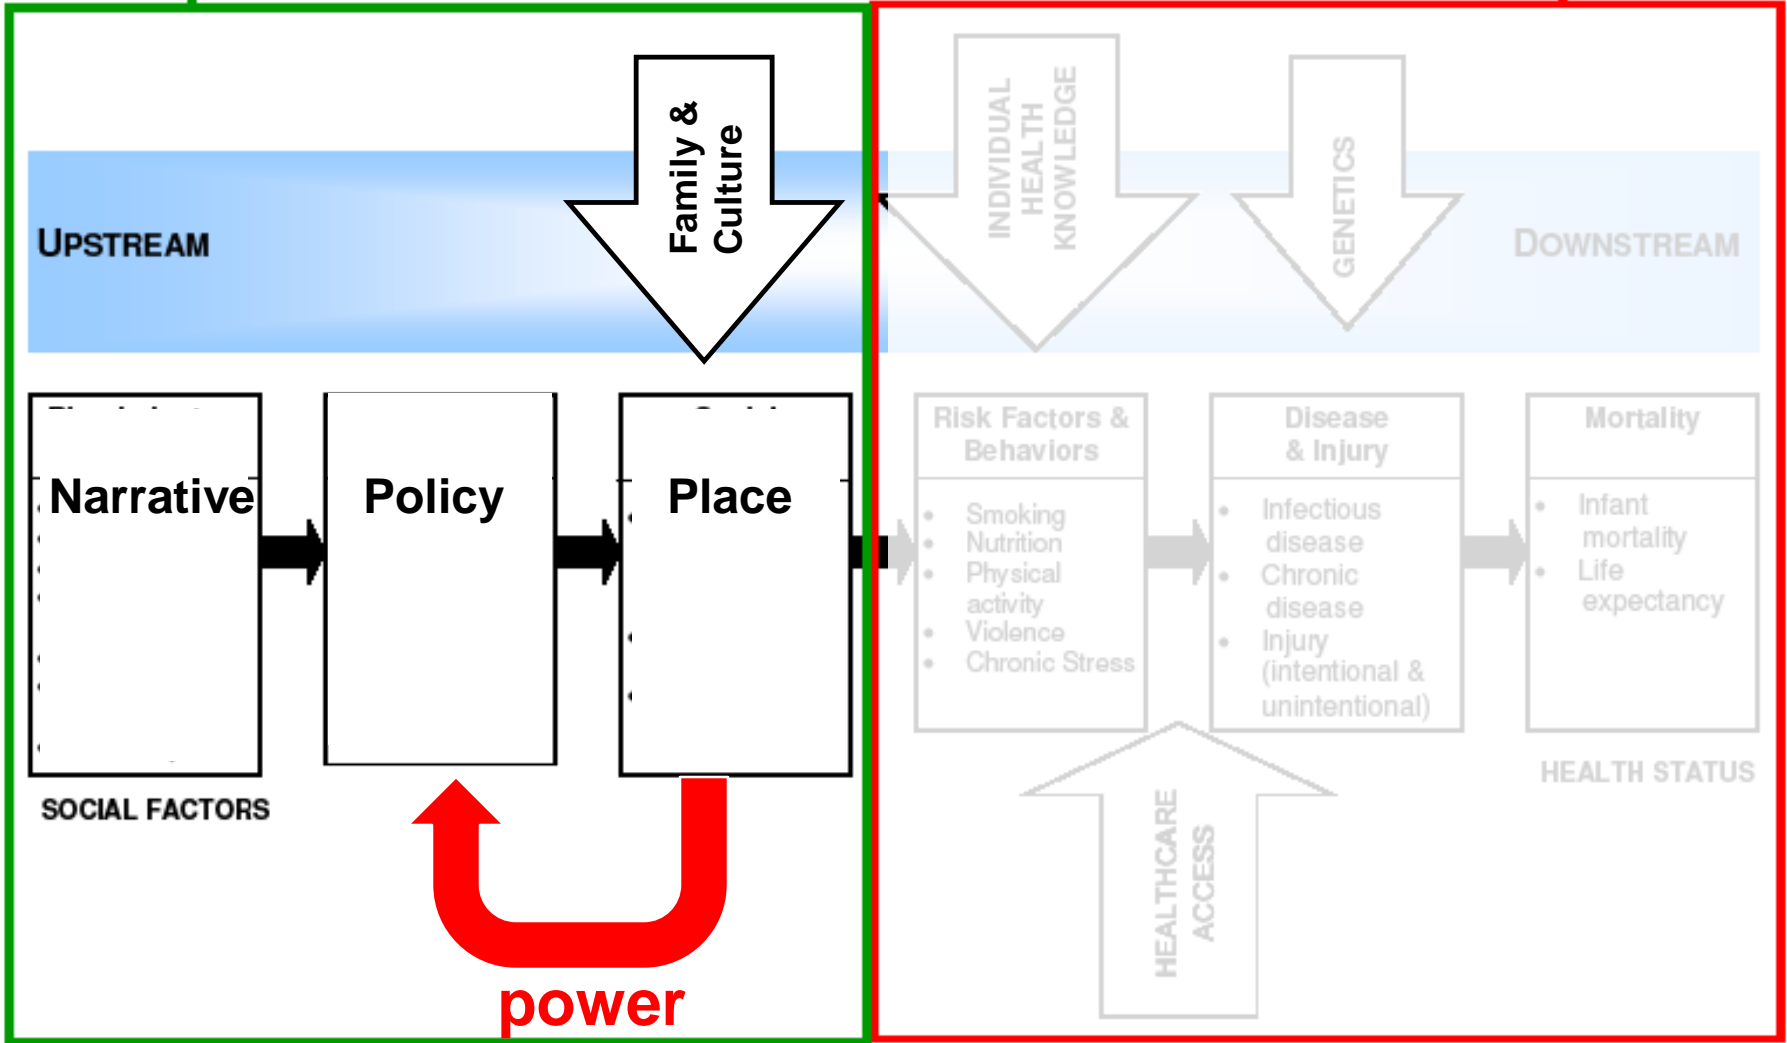 Family &
Culture
INDIVIDUAL
HEALTH
KNOWLEDGE
GENETICS
UPSTREAM
DOWNSTREAM
Narrative
Policy
Place
Risk Factors &
Behaviors
• Smoking
• Nutrition
• Physical
activity
• Violence
• Chronic Stress
Disease
& Injury
• Infectious
disease
• Chronic
disease
• Injury
(intentional &
unintentional)
Mortality
• Infant
mortality
• Life
expectancy
SOCIAL FACTORS
HEALTH STATUS
HEALTHCARE
ACCESS
power